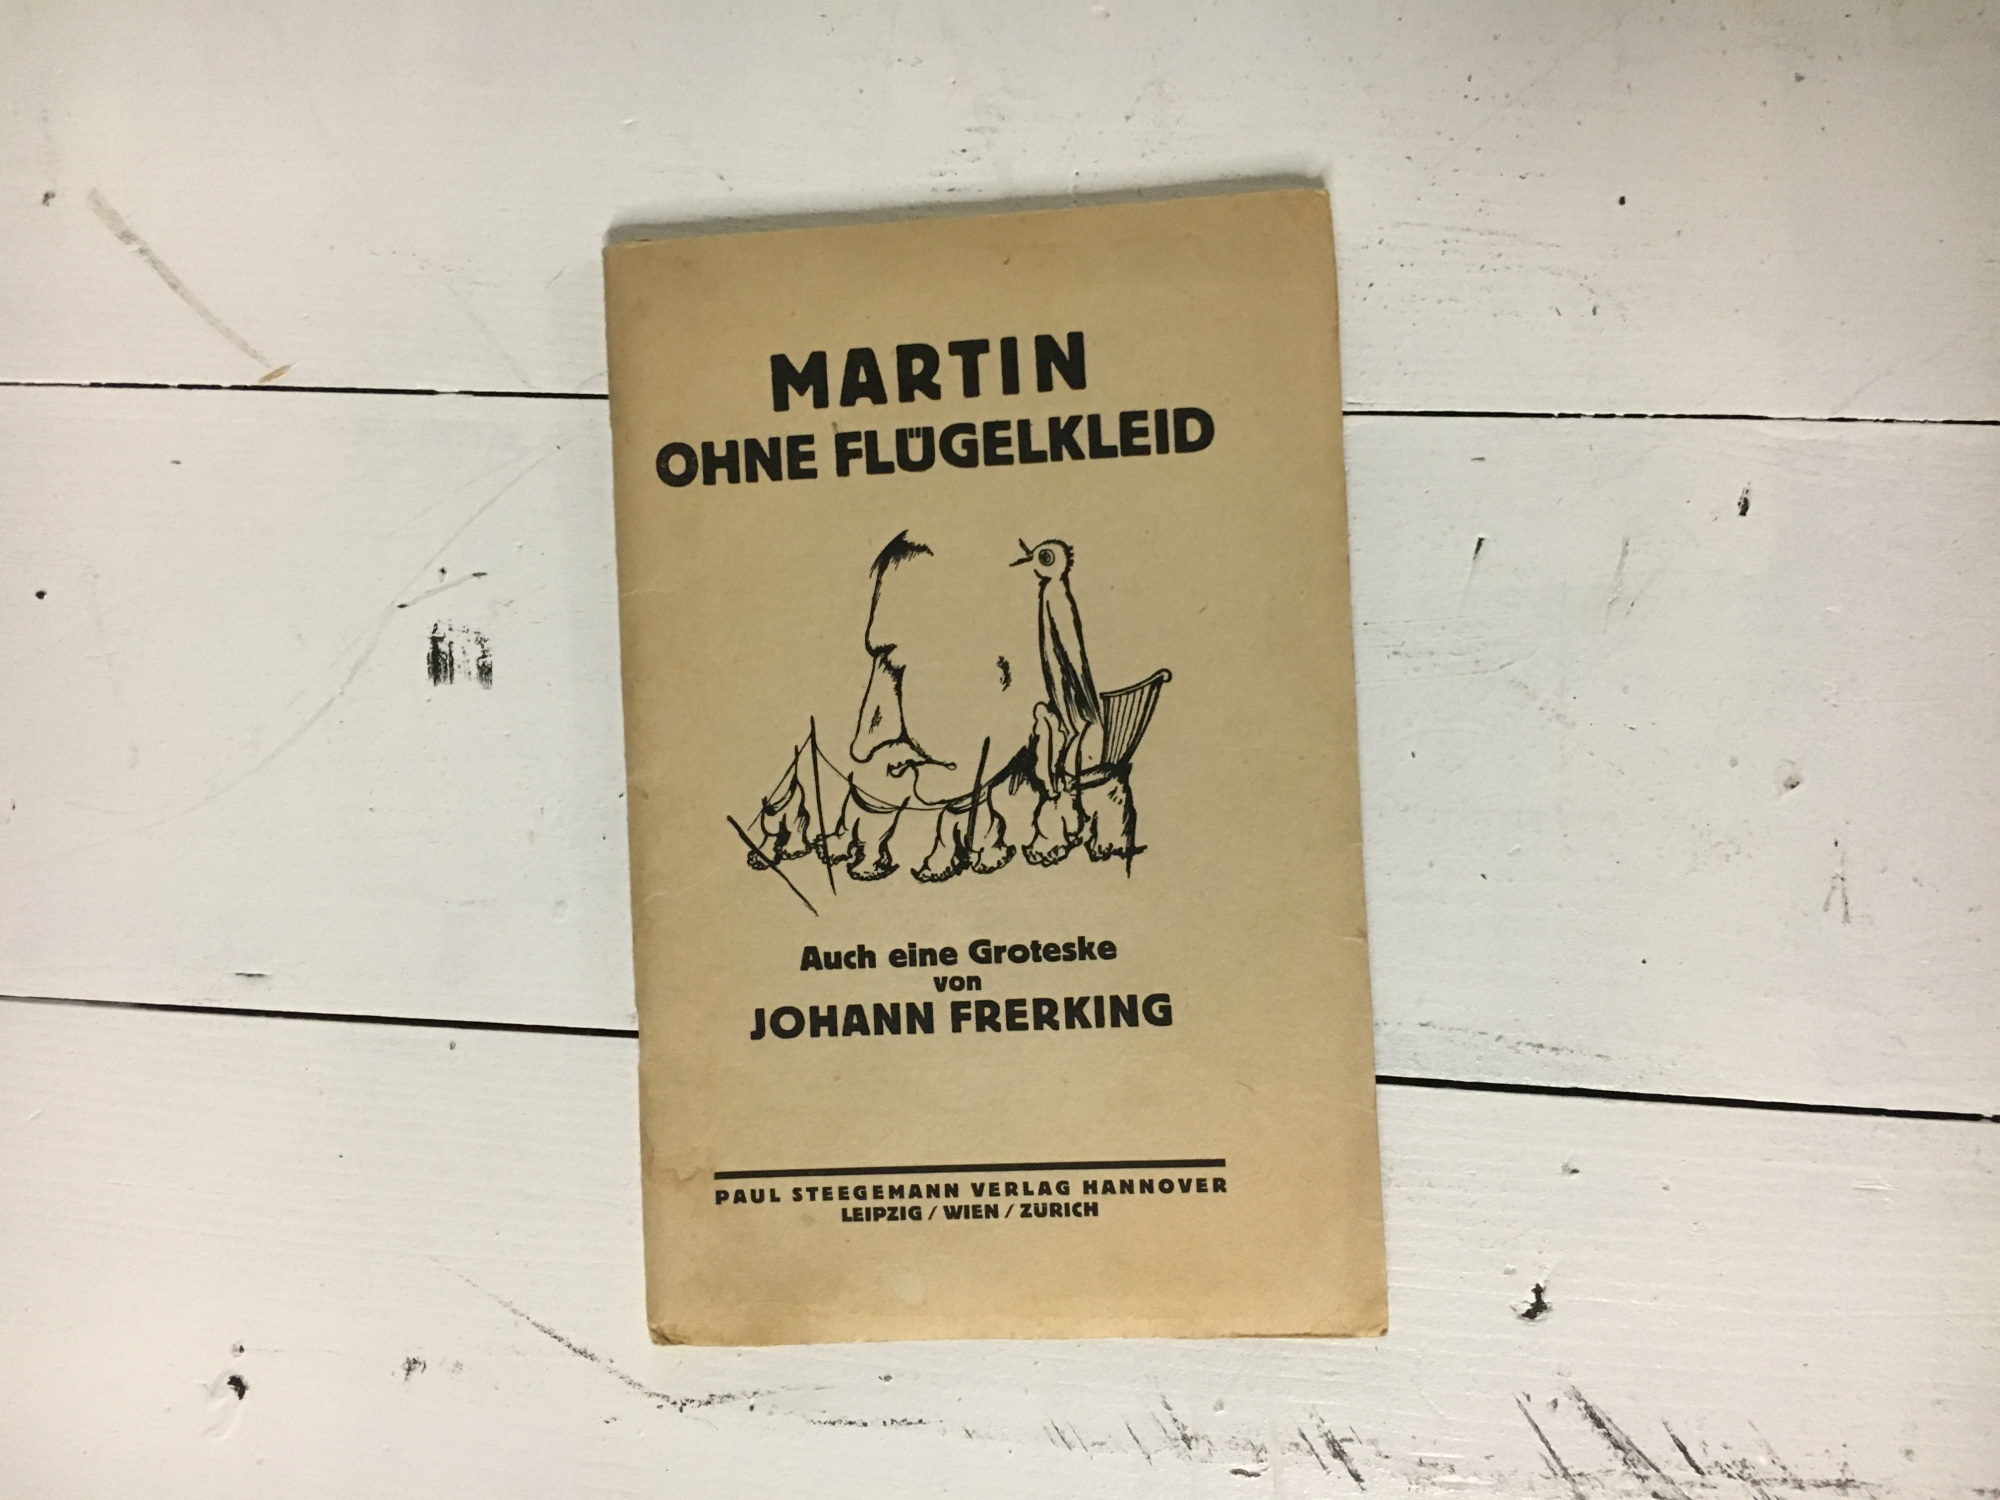 MARTIN
OHNE FLÜGELKLEID
Auch eine Groteske
von
JOHANN FRERKING
PAUL STEEGEMANN VERLAG HANNOVER
LEIPZIG / WIEN / ZÜRICH